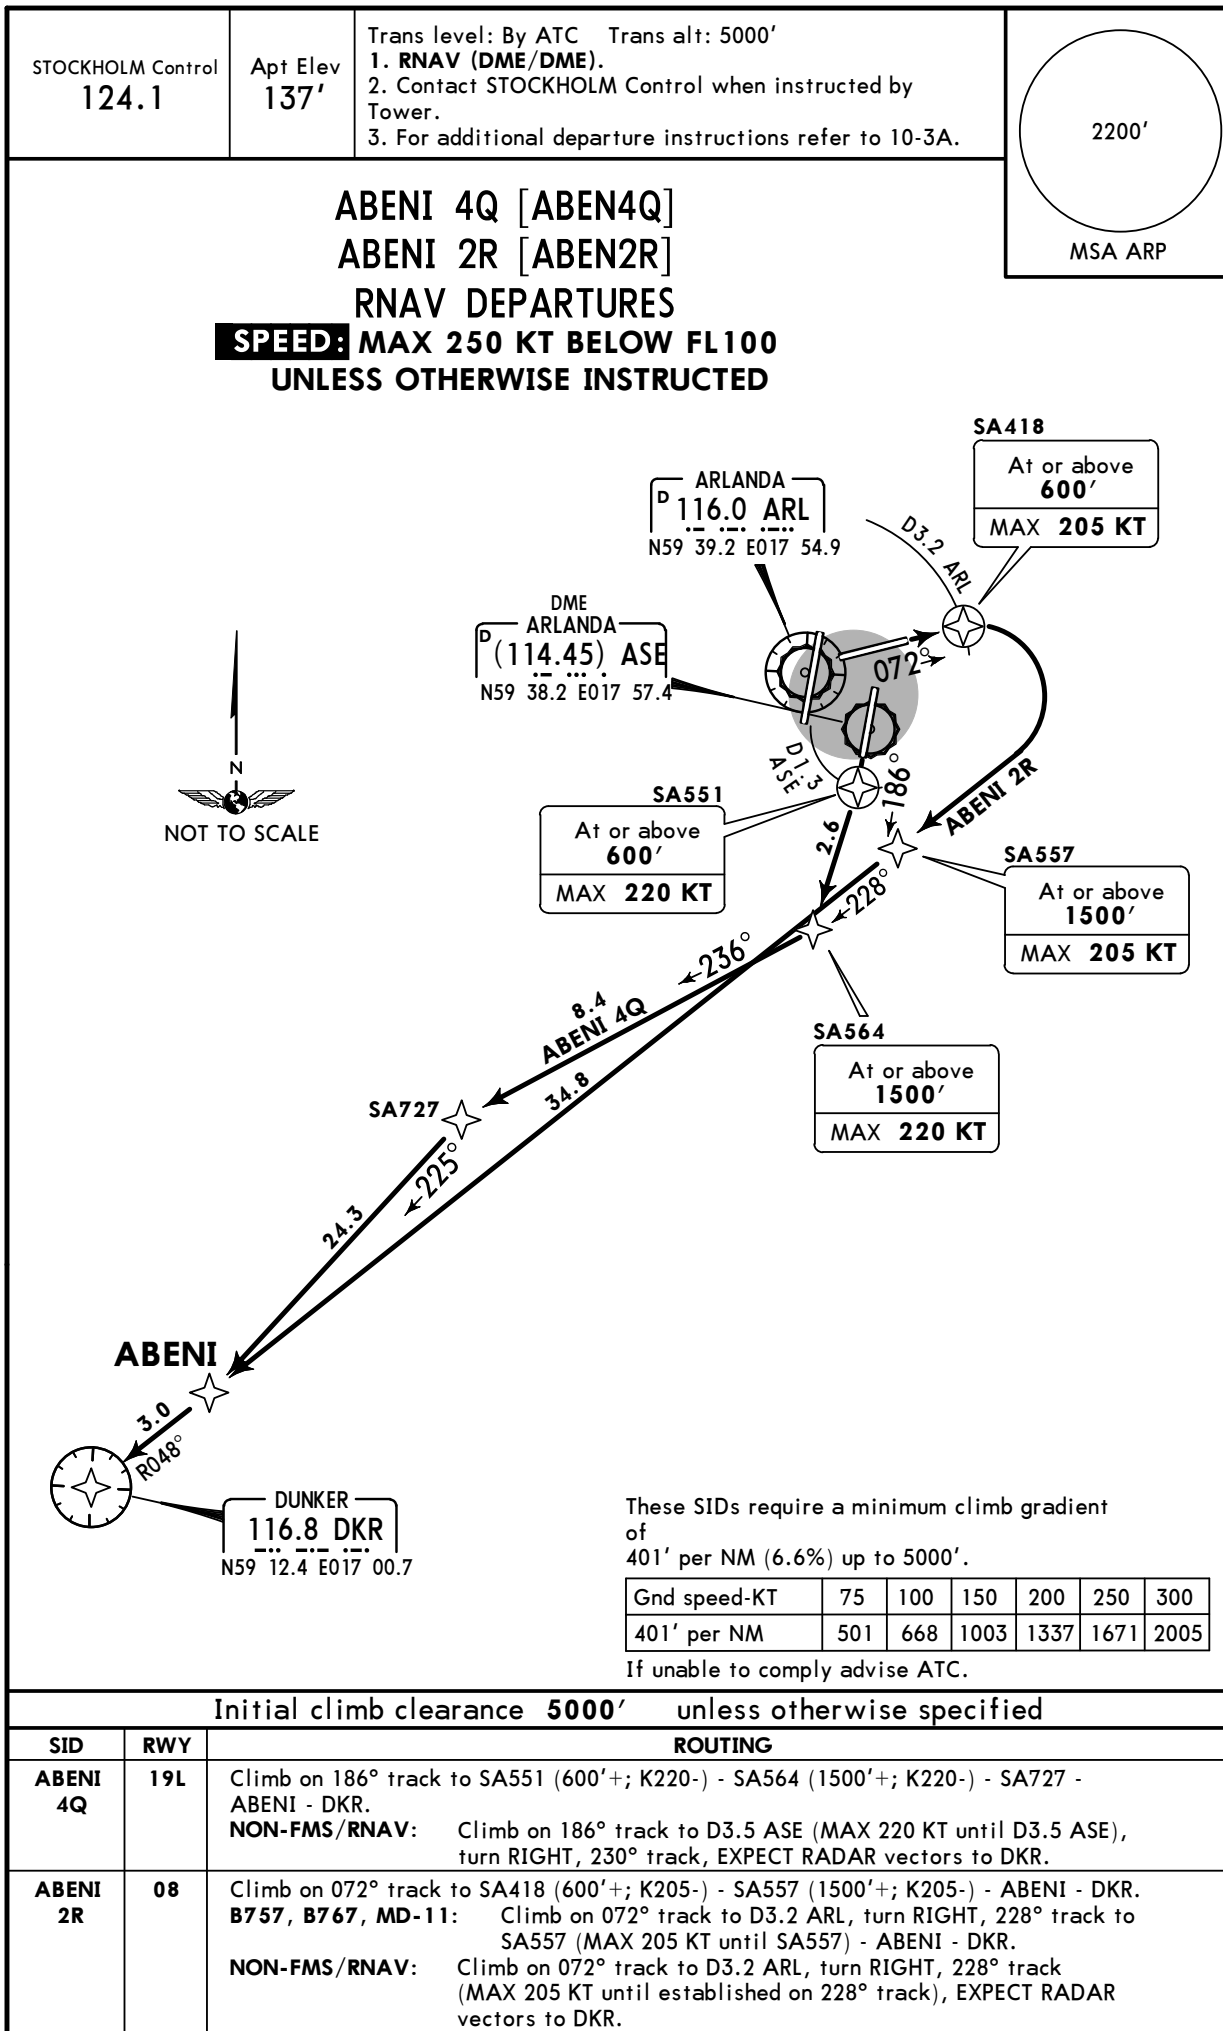 STOCKHOLM Control
124.1
Apt Elev
137'
Trans level: By ATC Trans alt: 5000'
1. RNAV (DME/DME).
2. Contact STOCKHOLM Control when instructed by
Tower.
3. For additional departure instructions refer to 10-3A.
2200'
MSA ARP
ABENI 4Q [ABEN4Q]
ABENI 2R [ABEN2R]
RNAV DEPARTURES
SPEED: MAX 250 KT BELOW FL100
UNLESS OTHERWISE INSTRUCTED
SA418
At or above
600'
MAX 205 KT
ARLANDA
D 116.0 ARL
N59 39.2 E017 54.9
D3.2 ARL
DME
ARLANDA
D (114.45) ASE
N59 38.2 E017 57.4
072°
N
NOT TO SCALE
D1.3
ASE
186°
ABENI 2R
SA551
At or above
600'
MAX 220 KT
2.6
SA557
At or above
1500'
MAX 205 KT
228°
236°
8.4
ABENI 4Q
34.8
SA564
At or above
1500'
MAX 220 KT
SA727
225°
24.3
ABENI
3.0
R048°
DUNKER
116.8 DKR
N59 12.4 E017 00.7
These SIDs require a minimum climb gradient
of
401' per NM (6.6%) up to 5000'.
Gnd speed-KT 75 100 150 200 250 300
401' per NM 501 668 1003 1337 1671 2005
If unable to comply advise ATC.
Initial climb clearance 5000' unless otherwise specified
SID RWY ROUTING
ABENI
4Q
19L
Climb on 186° track to SA551 (600'+; K220-) - SA564 (1500'+; K220-) - SA727 -
ABENI - DKR.
NON-FMS/RNAV: Climb on 186° track to D3.5 ASE (MAX 220 KT until D3.5 ASE),
turn RIGHT, 230° track, EXPECT RADAR vectors to DKR.
ABENI
2R
08
Climb on 072° track to SA418 (600'+; K205-) - SA557 (1500'+; K205-) - ABENI - DKR.
B757, B767, MD-11: Climb on 072° track to D3.2 ARL, turn RIGHT, 228° track to
SA557 (MAX 205 KT until SA557) - ABENI - DKR.
NON-FMS/RNAV: Climb on 072° track to D3.2 ARL, turn RIGHT, 228° track
(MAX 205 KT until established on 228° track), EXPECT RADAR
vectors to DKR.